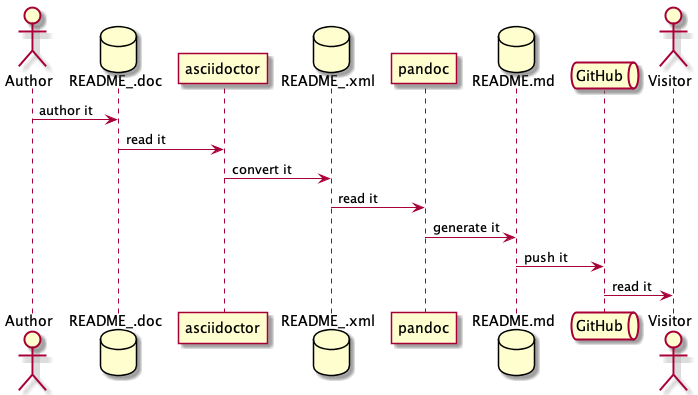 Author README_.doc asciidoctor README_.xml pandoc README.md GitHub Visitor
author it
read it
convert it
read it
generate it
push it
read it
Author README_.doc asciidoctor README_.xml pandoc README.md GitHub Visitor